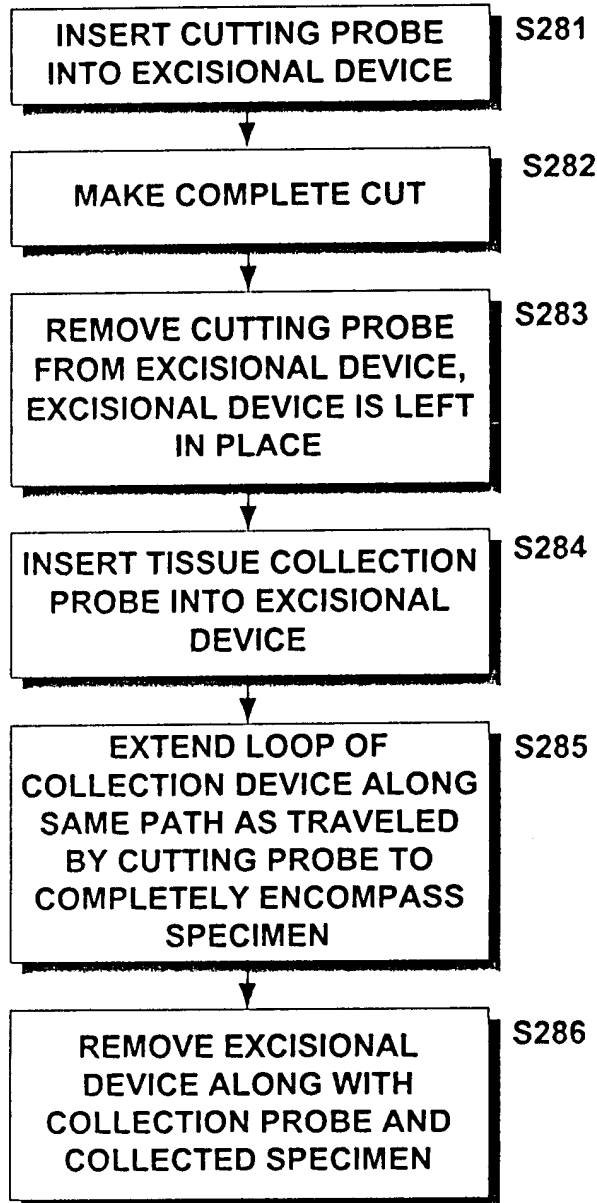 INSERT CUTTING PROBE
INTO EXCISIONAL DEVICE
S281
MAKE COMPLETE CUT
S282
REMOVE CUTTING PROBE
FROM EXCISIONAL DEVICE,
EXCISIONAL DEVICE IS LEFT
IN PLACE
S283
INSERT TISSUE COLLECTION
PROBE INTO EXCISIONAL
DEVICE
S284
EXTEND LOOP OF
COLLECTION DEVICE ALONG
SAME PATH AS TRAVELED
BY CUTTING PROBE TO
COMPLETELY ENCOMPASS
SPECIMEN
S285
REMOVE EXCISIONAL
DEVICE ALONG WITH
COLLECTION PROBE AND
COLLECTED SPECIMEN
S286